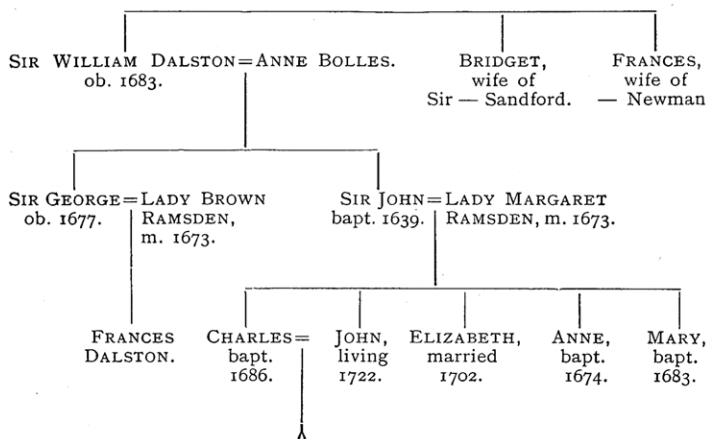 SIR WILLIAM DALSTON=ANNE BOLLES. BRIDGET, FRANCES,
ob. 1683. wife of wife of
Sir — Sandford. — Newman
SIR GEORGE=LADY BROWN SIR JOHN=LADY MARGARET
ob. 1677. RAMSDEN, bapt. 1639. RAMSDEN, m. 1673.
m. 1673.
FRANCES CHARLES= JOHN, ELIZABETH, ANNE, MARY,
DALSTON. bapt. living married bapt. bapt.
1686. 1722. 1702. 1674. 1683.